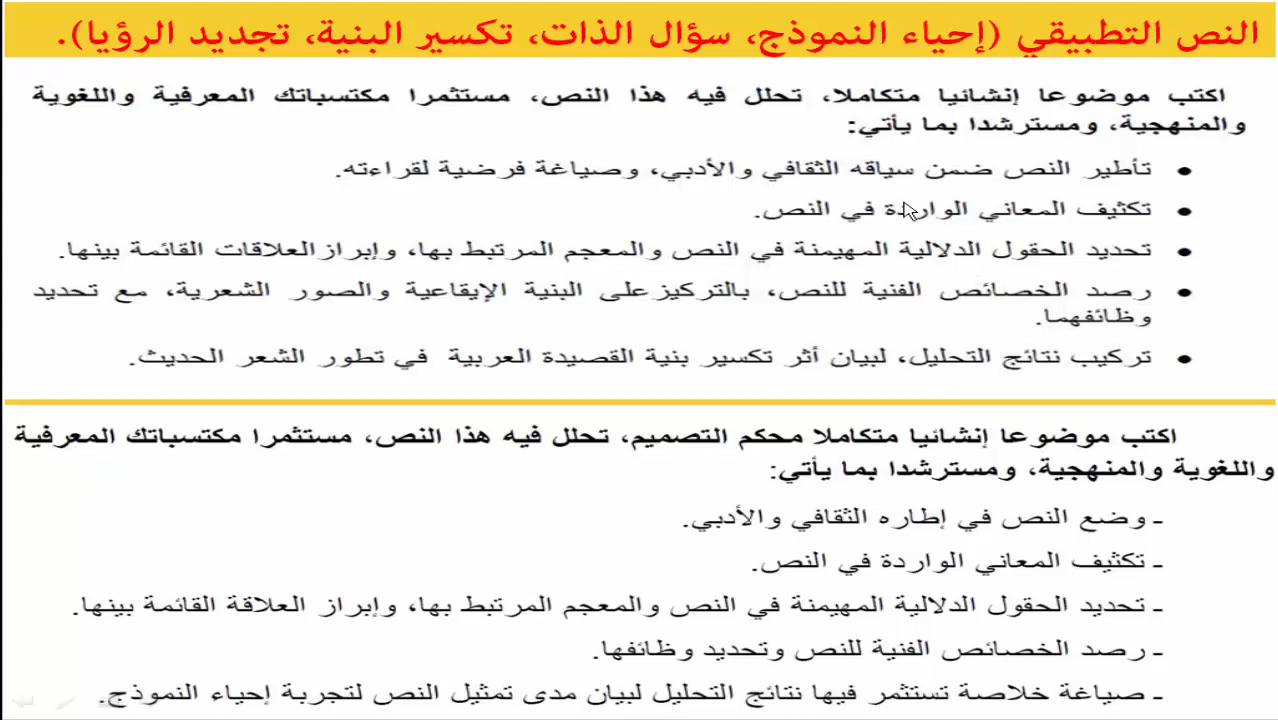 النص التطبيقي (إحياء النموذج، سؤال الذات، تكسير البنية، تجديد الرؤيا).
اكتب موضوعا إنشائيا متكاملا، تحلل فيه هذا النص، مستثمرا مكتسباتك المعرفية واللغوية
والمنهجية، ومسترشدا بما يأتي:
• تأطير النص ضمن سياقه الثقافي والأدبي، وصياغة فرضية لقراءته.
• تكثيف المعاني الواردة في النص.
• تحديد الحقول الدلالية المهيمنة في النص والمعجم المرتبط بها، وإبراز العلاقات القائمة بينها.
• رصد الخصائص الفنية للنص، بالتركيز على البنية الإيقاعية والصور الشعرية، مع تحديد
وظائفهما.
• تركيب نتائج التحليل، لبيان أثر تكسير بنية القصيدة العربية في تطور الشعر الحديث.
اكتب موضوعا إنشائيا متكاملا محكم التصميم، تحلل فيه هذا النص، مستثمرا مكتسباتك المعرفية
واللغوية والمنهجية، ومسترشدا بما يأتي:
ـ وضع النص في إطاره الثقافي والأدبي.
ـ تكثيف المعاني الواردة في النص.
ـ تحديد الحقول الدلالية المهيمنة في النص والمعجم المرتبط بها، وإبراز العلاقة القائمة بينها.
ـ رصد الخصائص الفنية للنص وتحديد وظائفها.
ـ صياغة خلاصة تستثمر فيها نتائج التحليل لبيان مدى تمثيل النص لتجربة إحياء النموذج.